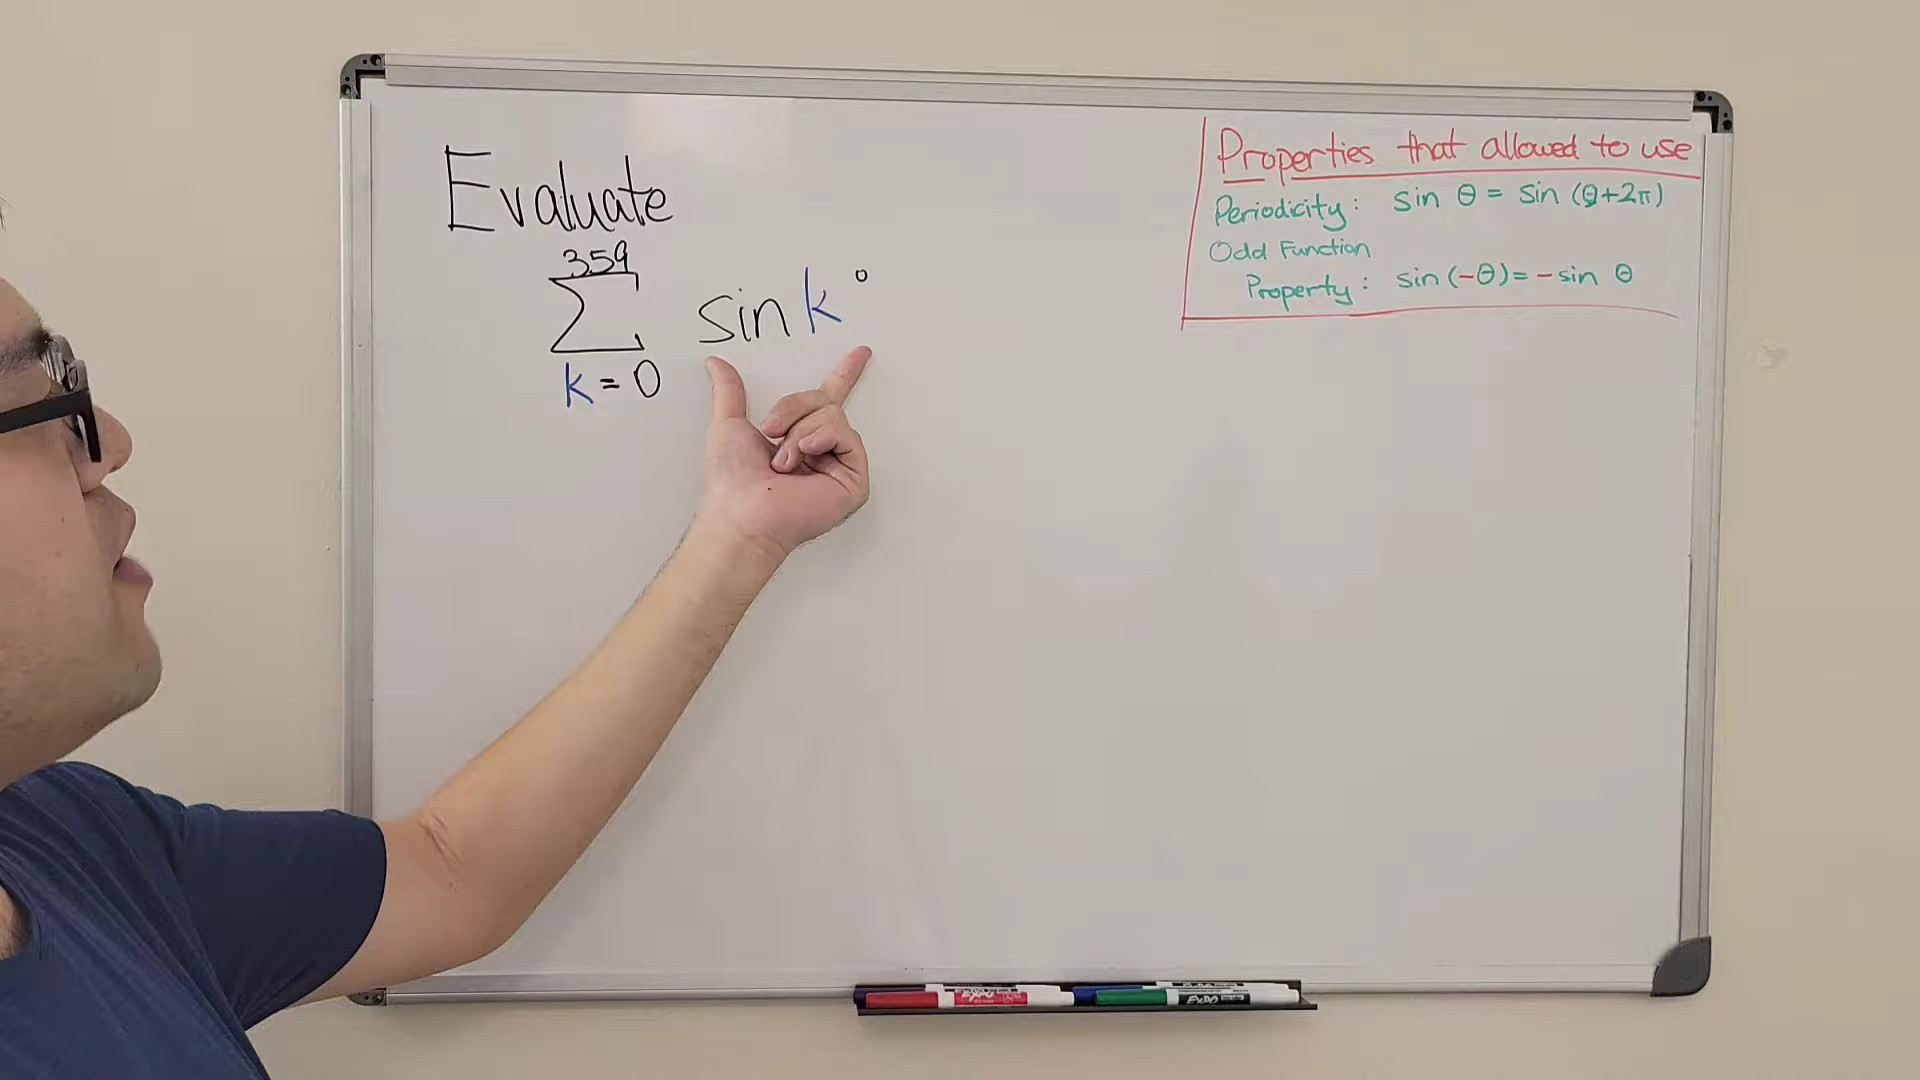 Evaluate
359
∑ sin k °
k = 0
Properties that allowed to use
Periodicity: sin θ = sin (θ+2π)
Odd Function
Property: sin (-θ) = - sin θ
EXPO
EXPO